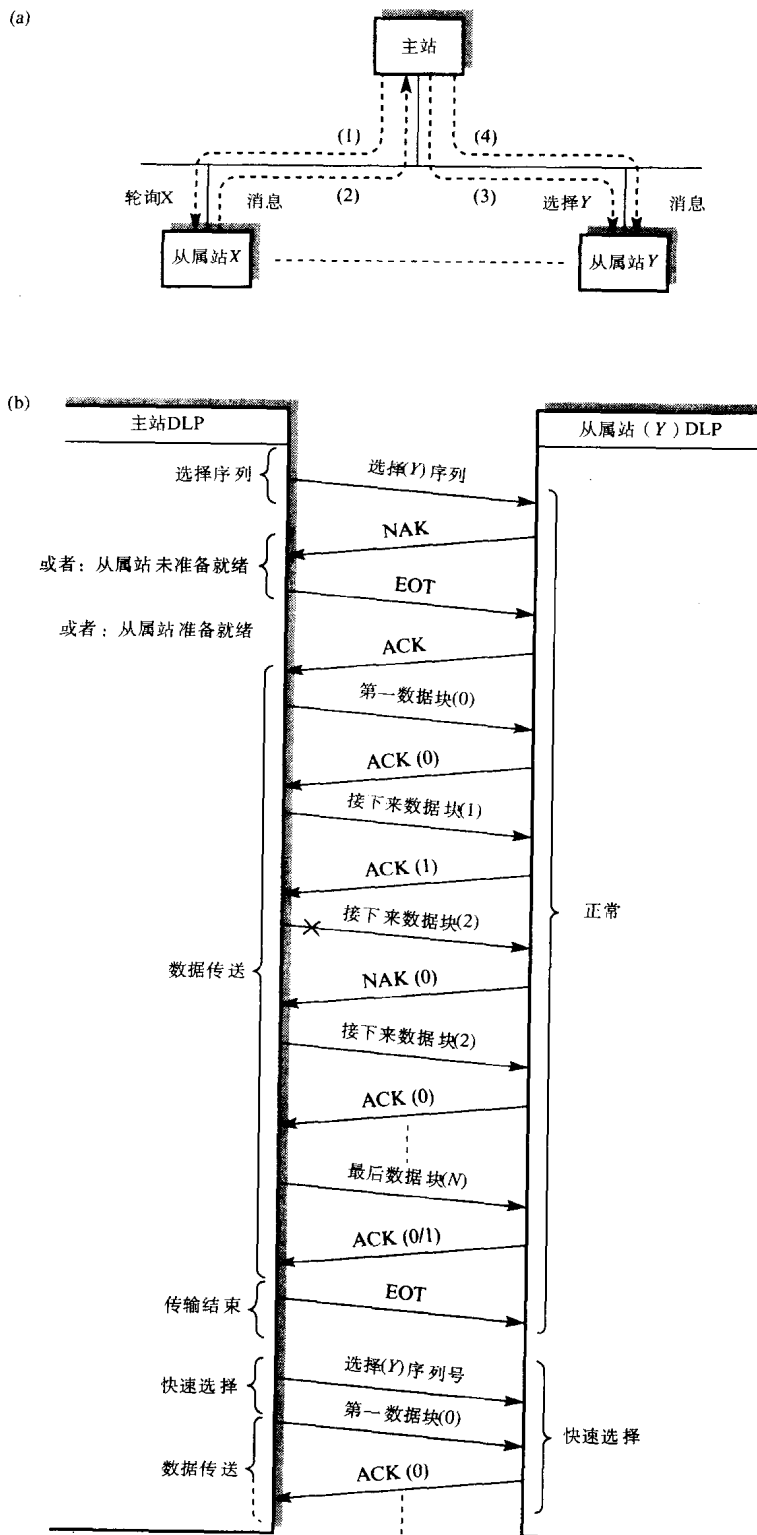 (a)
主站
(1)
(4)
轮询X
消息
(2)
(3)
选择Y
消息
从属站X
从属站Y
(b)
主站DLP
从属站（Y）DLP
选择序列
选择(Y)序列
NAK
或者：从属站未准备就绪
EOT
或者：从属站准备就绪
ACK
第一数据块(0)
ACK (0)
接下来数据块(1)
ACK (1)
正常
接下来数据块(2)
数据传送
NAK (0)
接下来数据块(2)
ACK (0)
最后数据块(N)
ACK (0/1)
传输结束
EOT
选择(Y)序列号
快速选择
第一数据块(0)
快速选择
数据传送
ACK (0)